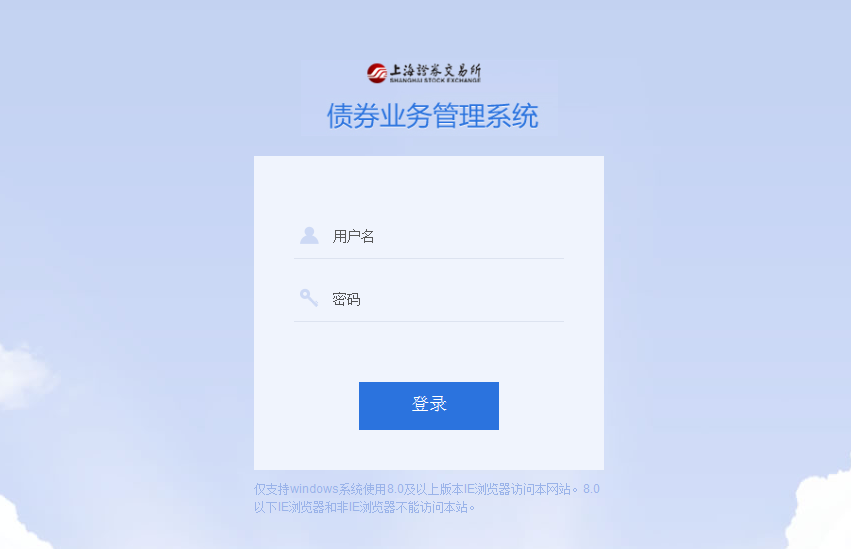 上海證券交易所
SHANGHAI STOCK EXCHANGE
债券业务管理系统
用户名
密码
登录
仅支持windows系统使用8.0及以上版本IE浏览器访问本网站。8.0
以下IE浏览器和非IE浏览器不能访问本站。